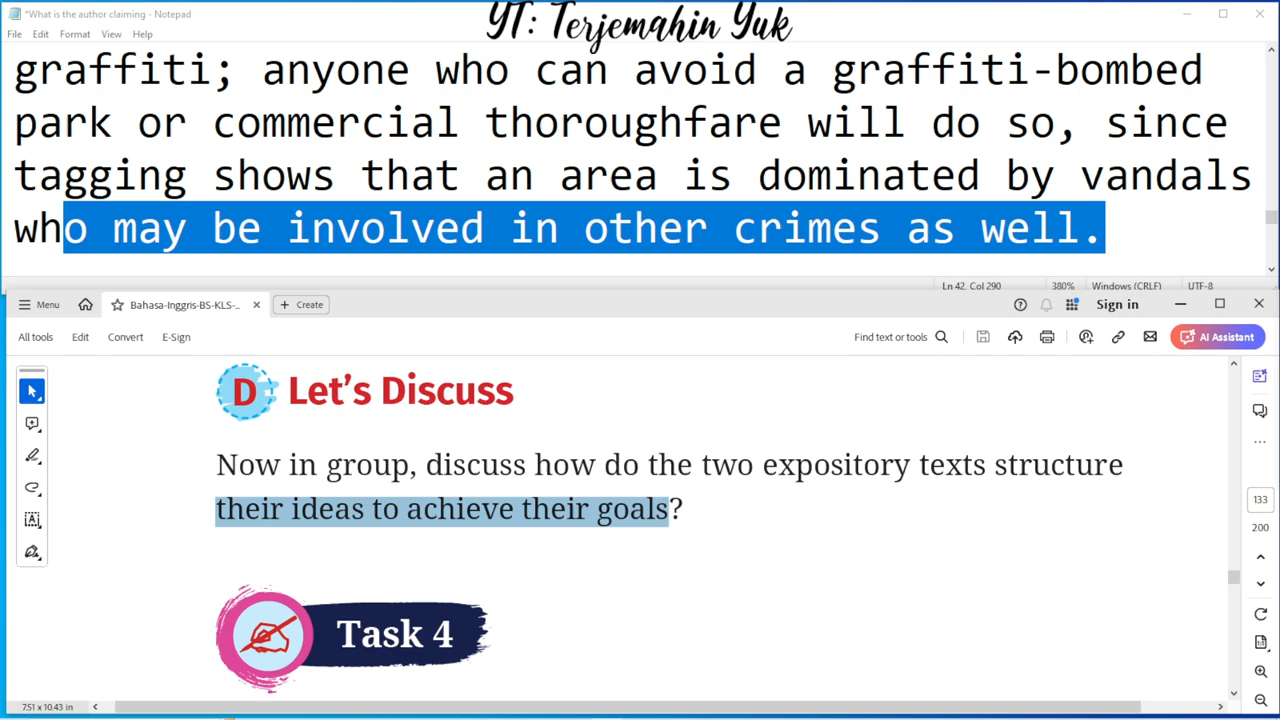 *What is the author claiming - Notepad
YT: Terjemahin Yuk
File Edit Format View Help
graffiti; anyone who can avoid a graffiti-bombed
park or commercial thoroughfare will do so, since
tagging shows that an area is dominated by vandals
who may be involved in other crimes as well.
Ln 42, Col 290 380% Windows (CRLF) UTF-8
Menu Bahasa-Inggris-BS-KLS-... Create Sign in
All tools Edit Convert E-Sign Find text or tools AI Assistant
D Let's Discuss
Now in group, discuss how do the two expository texts structure
their ideas to achieve their goals?
133
200
Task 4
7.51 x 10.43 in